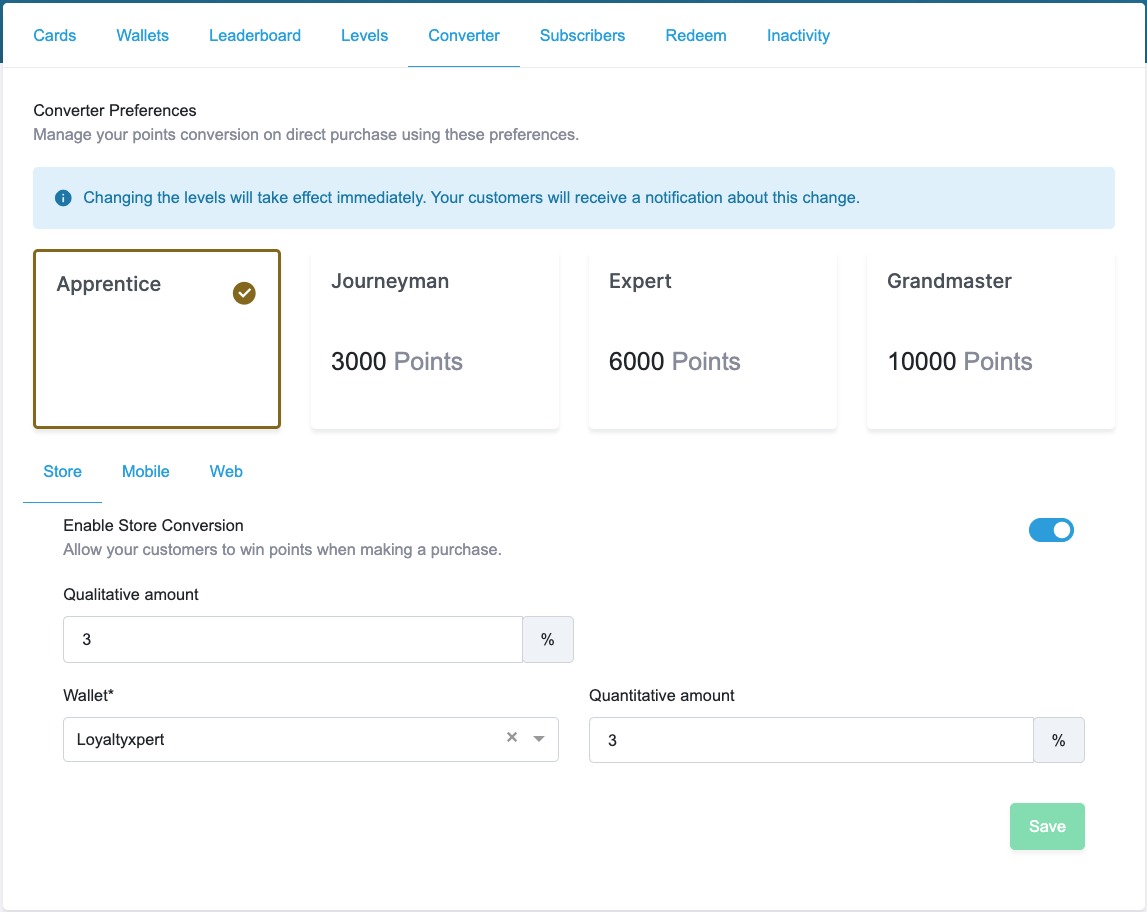 Cards Wallets Leaderboard Levels Converter Subscribers Redeem Inactivity
Converter Preferences
Manage your points conversion on direct purchase using these preferences.
Changing the levels will take effect immediately. Your customers will receive a notification about this change.
Apprentice Journeyman Expert Grandmaster
3000 Points 6000 Points 10000 Points
Store Mobile Web
Enable Store Conversion
Allow your customers to win points when making a purchase.
Qualitative amount
3 %
Wallet* Quantitative amount
Loyaltyxpert 3 %
Save